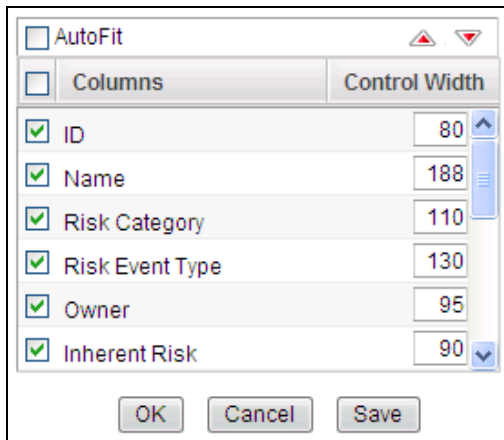 AutoFit
Columns Control Width
ID 80
Name 188
Risk Category 110
Risk Event Type 130
Owner 95
Inherent Risk 90
OK Cancel Save